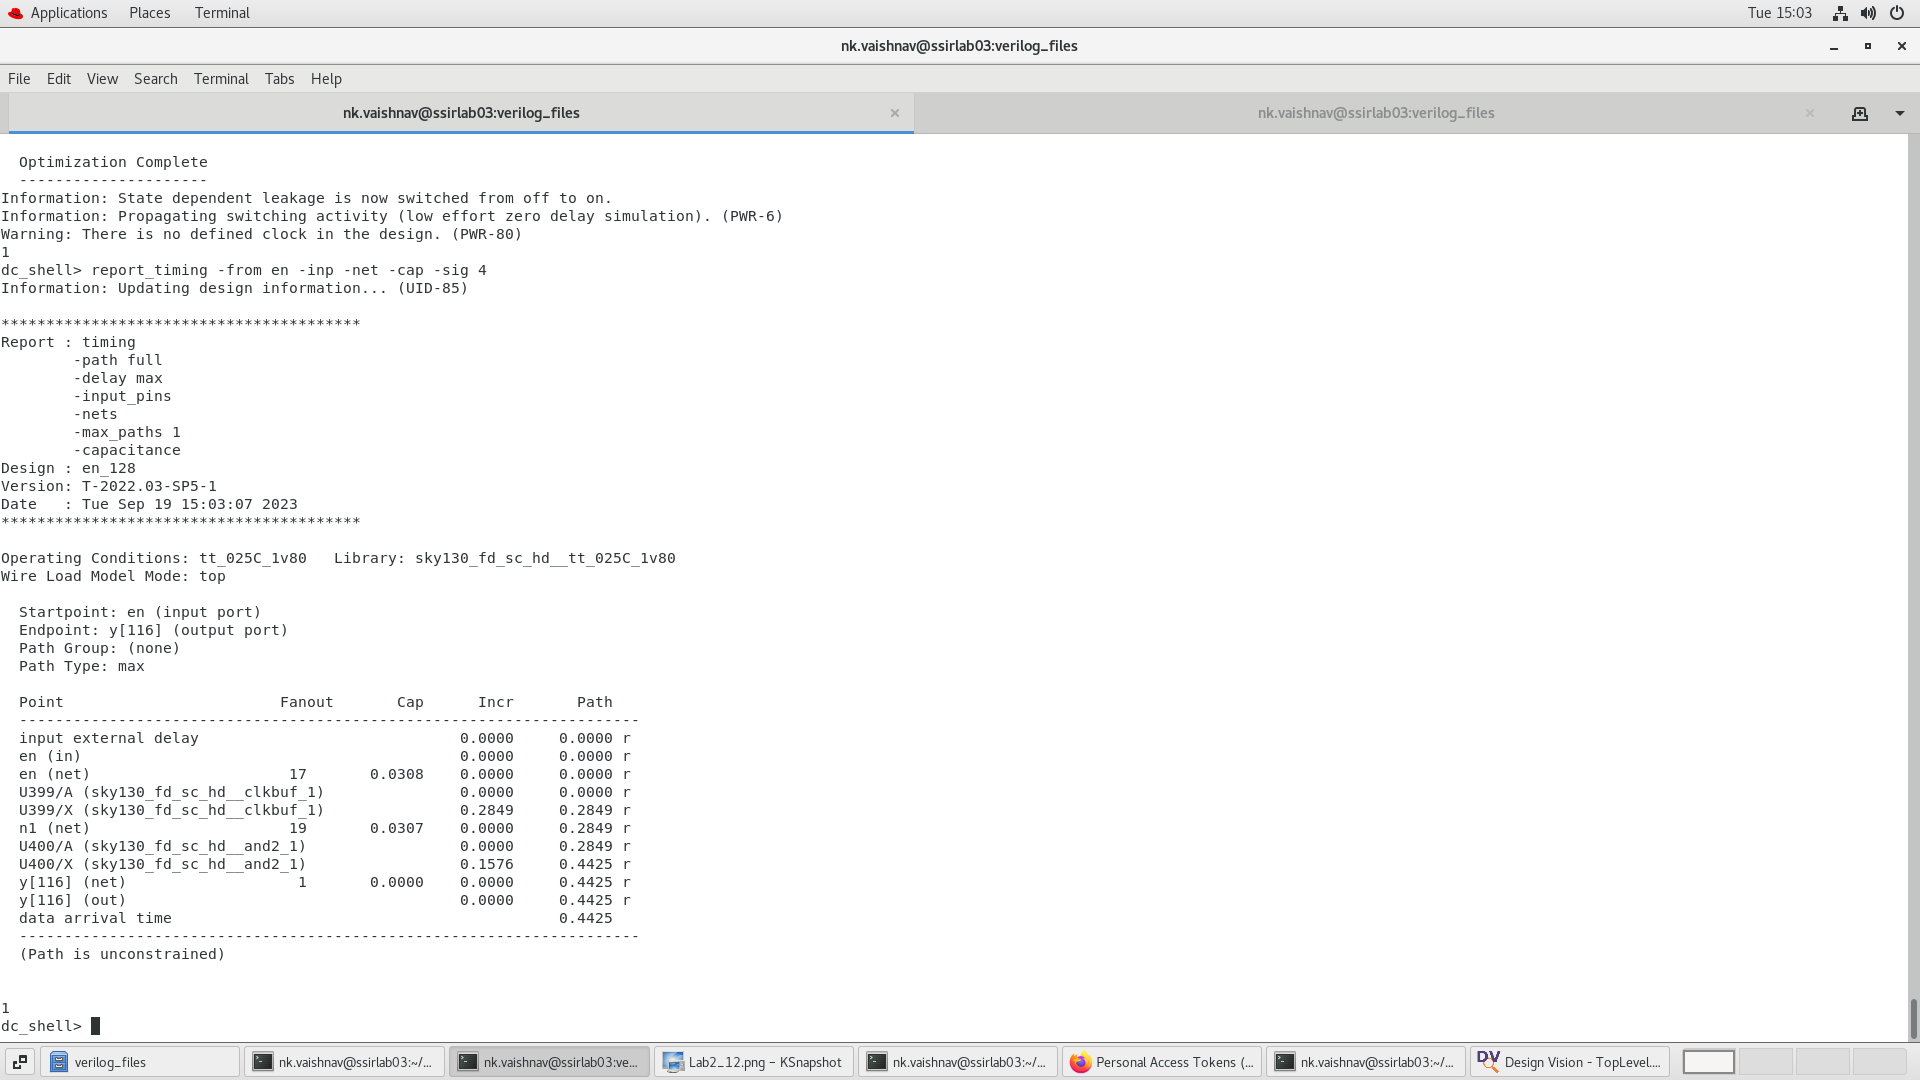 Applications Places Terminal Tue 15:03
nk.vaishnav@ssirlab03:verilog_files
File Edit View Search Terminal Tabs Help
nk.vaishnav@ssirlab03:verilog_files × nk.vaishnav@ssirlab03:verilog_files ×
Optimization Complete
---------------------
Information: State dependent leakage is now switched from off to on.
Information: Propagating switching activity (low effort zero delay simulation). (PWR-6)
Warning: There is no defined clock in the design. (PWR-80)
1
dc_shell> report_timing -from en -inp -net -cap -sig 4
Information: Updating design information... (UID-85)
****************************************
Report : timing
-path full
-delay max
-input_pins
-nets
-max_paths 1
-capacitance
Design : en_128
Version: T-2022.03-SP5-1
Date   : Tue Sep 19 15:03:07 2023
****************************************
Operating Conditions: tt_025C_1v80   Library: sky130_fd_sc_hd__tt_025C_1v80
Wire Load Model Mode: top
Startpoint: en (input port)
Endpoint: y[116] (output port)
Path Group: (none)
Path Type: max
Point                        Fanout       Cap      Incr       Path
---------------------------------------------------------------------
input external delay                             0.0000     0.0000 r
en (in)                                          0.0000     0.0000 r
en (net)                      17       0.0308    0.0000     0.0000 r
U399/A (sky130_fd_sc_hd__clkbuf_1)               0.0000     0.0000 r
U399/X (sky130_fd_sc_hd__clkbuf_1)               0.2849     0.2849 r
n1 (net)                      19       0.0307    0.0000     0.2849 r
U400/A (sky130_fd_sc_hd__and2_1)                 0.0000     0.2849 r
U400/X (sky130_fd_sc_hd__and2_1)                 0.1576     0.4425 r
y[116] (net)                   1       0.0000    0.0000     0.4425 r
y[116] (out)                                     0.0000     0.4425 r
data arrival time                                           0.4425
---------------------------------------------------------------------
(Path is unconstrained)
1
dc_shell>
verilog_files nk.vaishnav@ssirlab03:~/... nk.vaishnav@ssirlab03:ve... Lab2_12.png – KSnapshot nk.vaishnav@ssirlab03:~/... Personal Access Tokens (... nk.vaishnav@ssirlab03:~/... DV Design Vision - TopLevel....